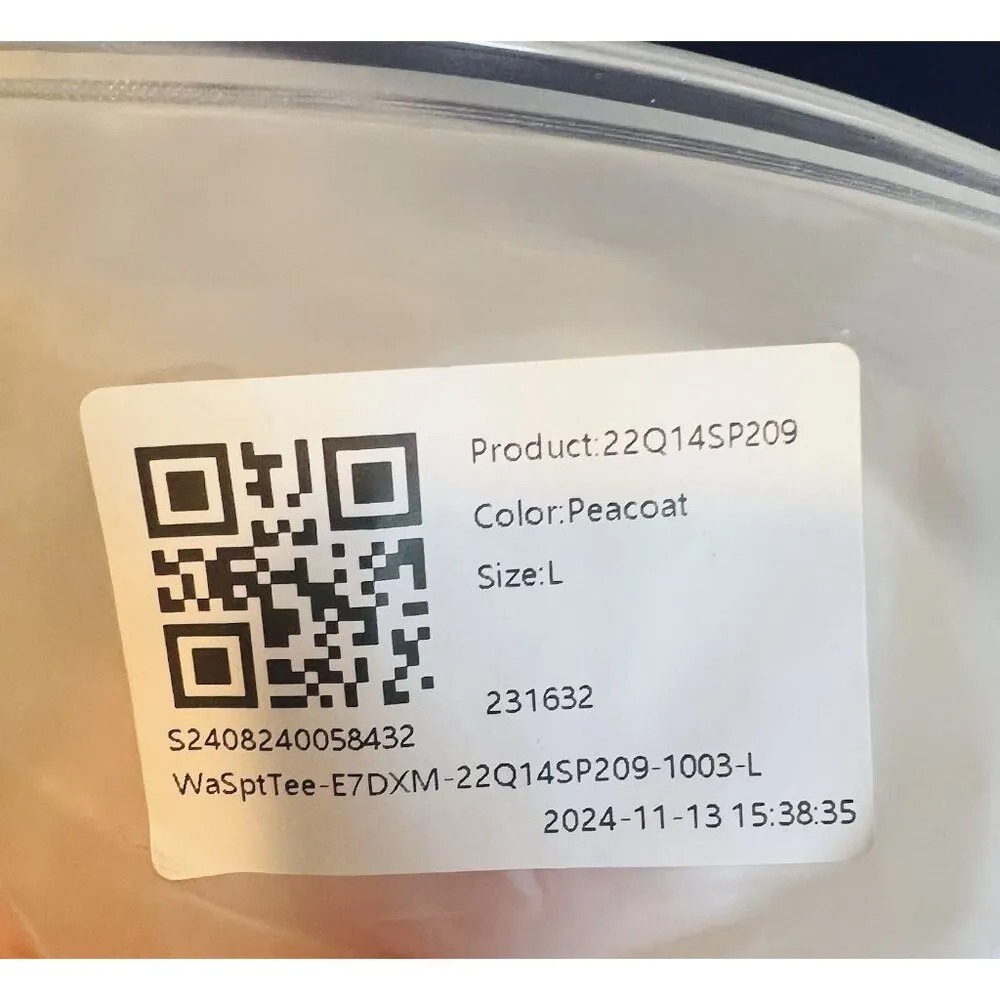 Product:22Q14SP209
Color:Peacoat
Size:L
231632
S2408240058432
WaSptTee-E7DXM-22Q14SP209-1003-L
2024-11-13 15:38:35